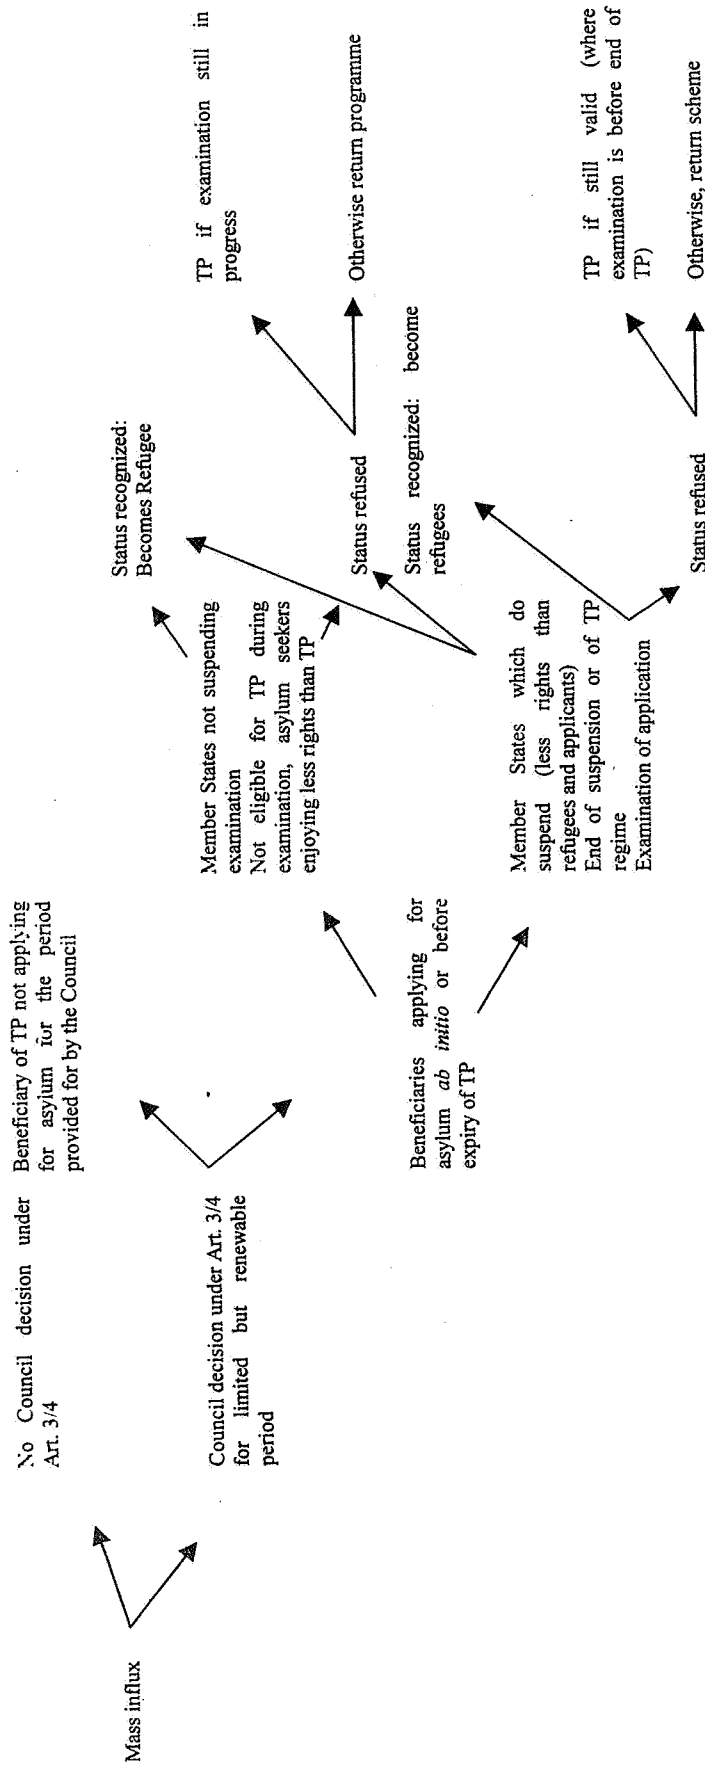 Mass influx
No Council decision under
Art. 3/4
Council decision under Art. 3/4
for limited but renewable
period
Beneficiary of TP not applying
for asylum for the period
provided for by the Council
Beneficiaries applying for
asylum ab initio or before
expiry of TP
Member States not suspending
examination
Not eligible for TP during
examination, asylum seekers
enjoying less rights than TP
Member States which do
suspend (less rights than
refugees and applicants)
End of suspension or of TP
regime
Examination of application
Status recognized:
Becomes Refugee
Status refused
Status recognized: become
refugees
Status refused
TP if examination still in
progress
Otherwise return programme
TP if still valid (where
examination is before end of
TP)
Otherwise, return scheme